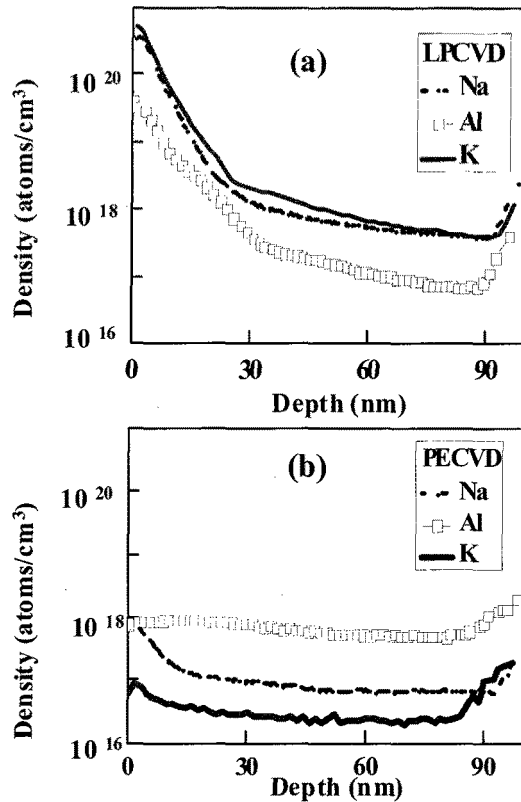 (a)
LPCVD
Na
Al
K
Density (atoms/cm³)
10 20
10 18
10 16
0
30
60
90
Depth (nm)
(b)
PECVD
Na
Al
K
Density (atoms/cm³)
10 20
10 18
10 16
0
30
60
90
Depth (nm)